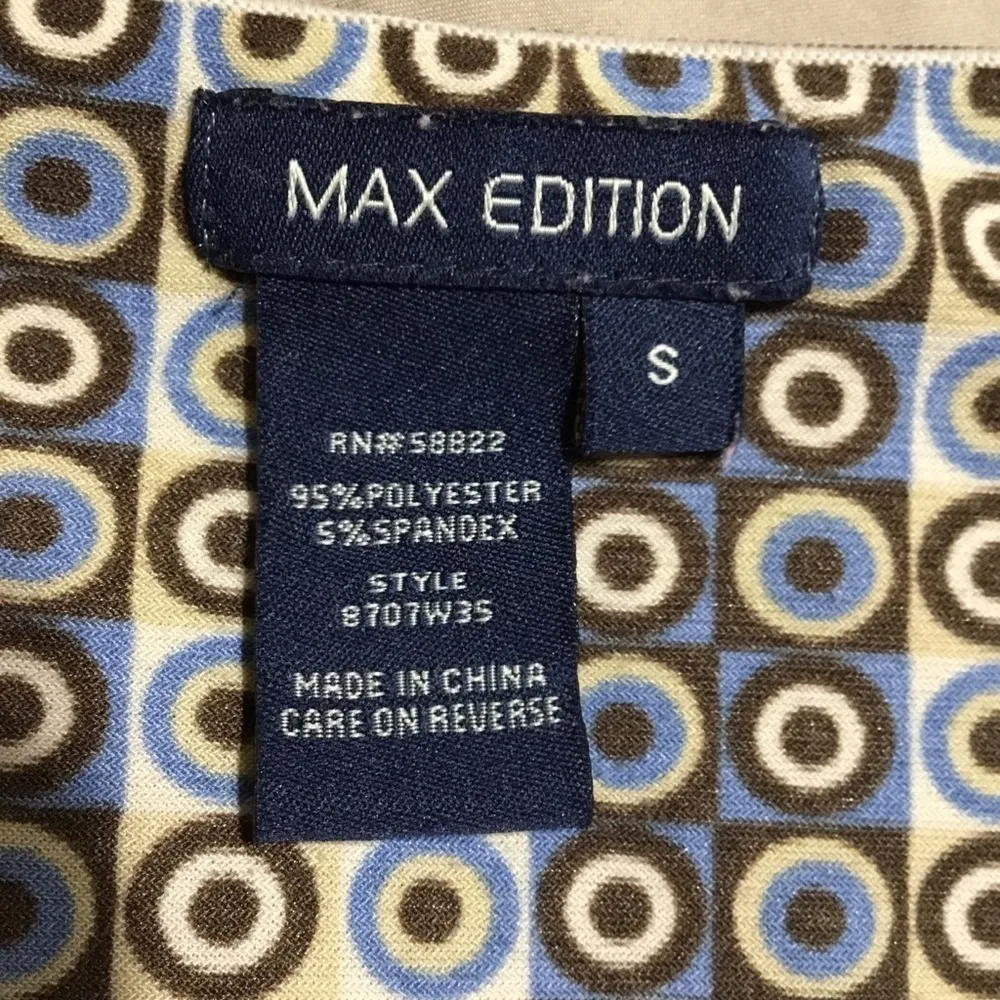 MAX EDITION
S
RN# 58822
95%POLYESTER
5%SPANDEX
STYLE
8707W35
MADE IN CHINA
CARE ON REVERSE